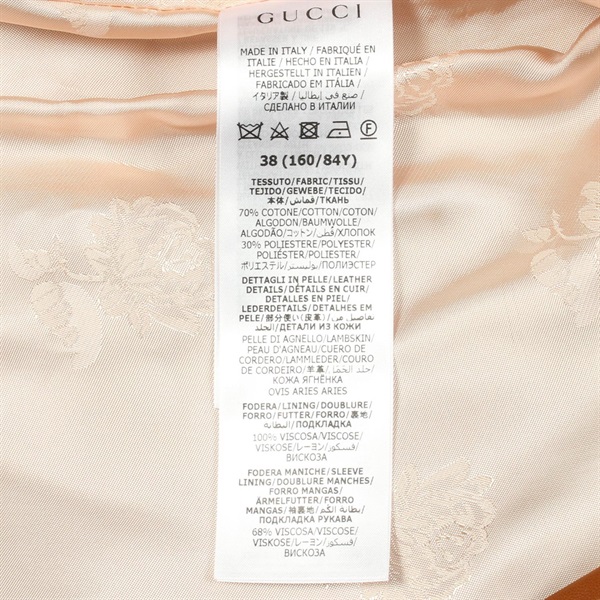 GUCCI
MADE IN ITALY / FABRIQUÉ EN
ITALIE / HECHO EN ITALIA /
HERGESTELLT IN ITALIEN /
FABRICADO EM ITÁLIA /
イタリア製 / صنع في إيطاليا /
СДЕЛАНО В ИТАЛИИ
38 (160/84Y)
TESSUTO/FABRIC/TISSU/
TEJIDO/GEWEBE/TECIDO/
本体/قماش/ТКАНЬ
70% COTONE/COTTON/COTON/
ALGODON/BAUMWOLLE/
ALGODÃO/コットン/قطن/ХЛОПОК
30% POLIESTERE/POLYESTER/
POLIÉSTER/POLYESTER/
ポリエステル/بوليستر/ПОЛИЭСТЕР
DETTAGLI IN PELLE/LEATHER
DETAILS/DÉTAILS EN CUIR/
DETALLES EN PIEL/
LEDERDETAILS/DETALHES EM
PELE/部分使い(皮革)/تفاصيل من
الجلد/ДЕТАЛИ ИЗ КОЖИ
PELLE DI AGNELLO/LAMBSKIN/
PEAU D'AGNEAU/CUERO DE
CORDERO/LAMMLEDER/COURO
DE CORDEIRO/羊革/جلد الحمل/
КОЖА ЯГНЁНКА
OVIS ARIES ARIES
FODERA/LINING/DOUBLURE/
FORRO/FUTTER/FORRO/裏地/
البطانة/ПОДКЛАДКА
100% VISCOSA/VISCOSE/
VISKOSE/レーヨン/فسكوز/
ВИСКОЗА
FODERA MANICHE/SLEEVE
LINING/DOUBLURE MANCHES/
FORRO MANGAS/
ÄRMELFUTTER/FORRO
MANGAS/袖裏地/بطانة الكم/
ПОДКЛАДКА РУКАВА
68% VISCOSA/VISCOSE/
VISKOSE/レーヨン/فسكوز/
ВИСКОЗА